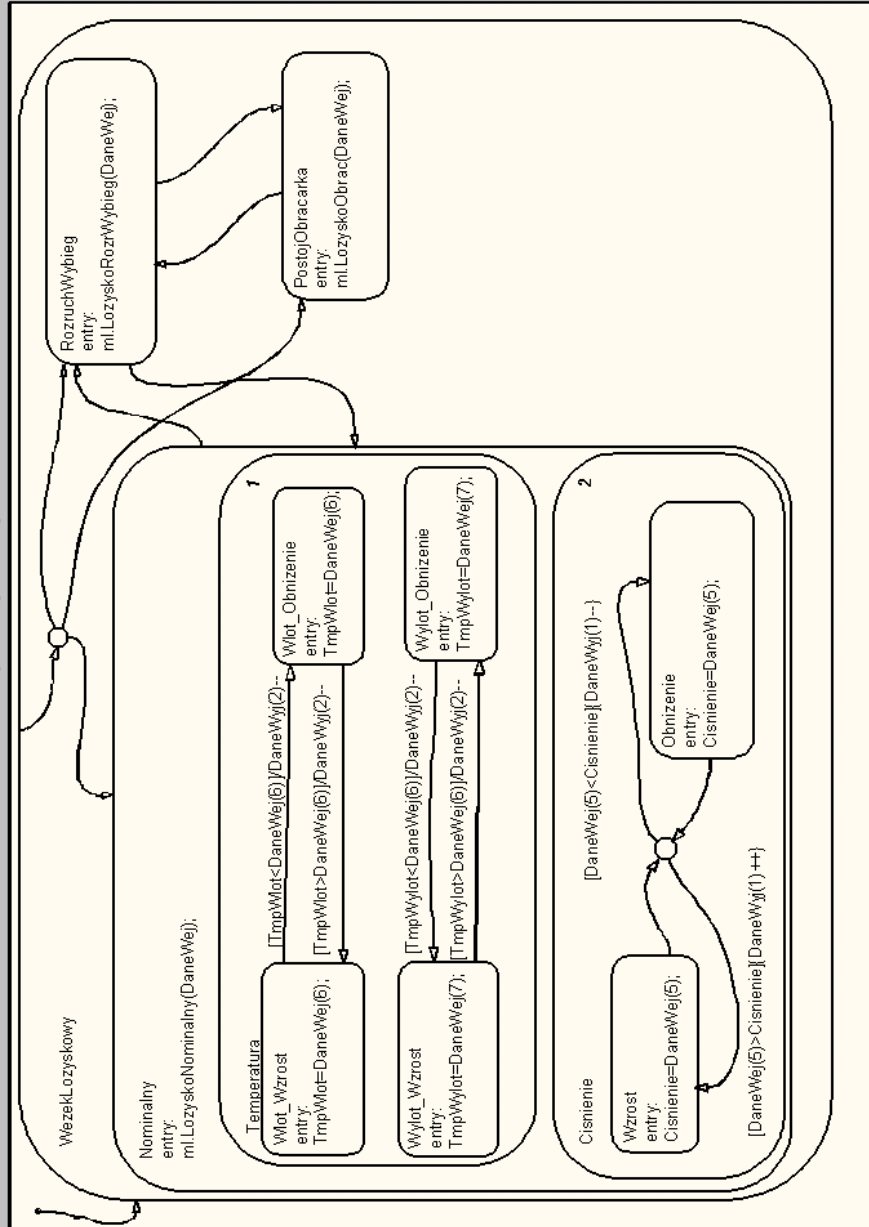 WezekLozyskowy
Nominalny
entry:
ml.LozyskoNominalny(DaneWej);
Temperatura
1
Wlot_Wzrost
entry:
TmpWlot=DaneWej(6);
[TmpWlot<DaneWej(6)]/DaneWyj(2)--
[TmpWlot>DaneWej(6)]/DaneWyj(2)--
Wlot_Obnizenie
entry:
TmpWlot=DaneWej(6);
Wylot_Wzrost
entry:
TmpWylot=DaneWej(7);
[TmpWylot<DaneWej(6)]/DaneWyj(2)--
[TmpWylot>DaneWej(6)]/DaneWyj(2)--
Wylot_Obnizenie
entry:
TmpWylot=DaneWej(7);
Cisnienie
2
Wzrost
entry:
Cisnienie=DaneWej(5);
[DaneWej(5)<Cisnienie]{DaneWyj(1)--}
[DaneWej(5)>Cisnienie]{DaneWyj(1)++}
Obnizenie
entry:
Cisnienie=DaneWej(5);
RozruchWybieg
entry:
ml.LozyskoRozrWybieg(DaneWej);
PostojObracarka
entry:
ml.LozyskoObrac(DaneWej);